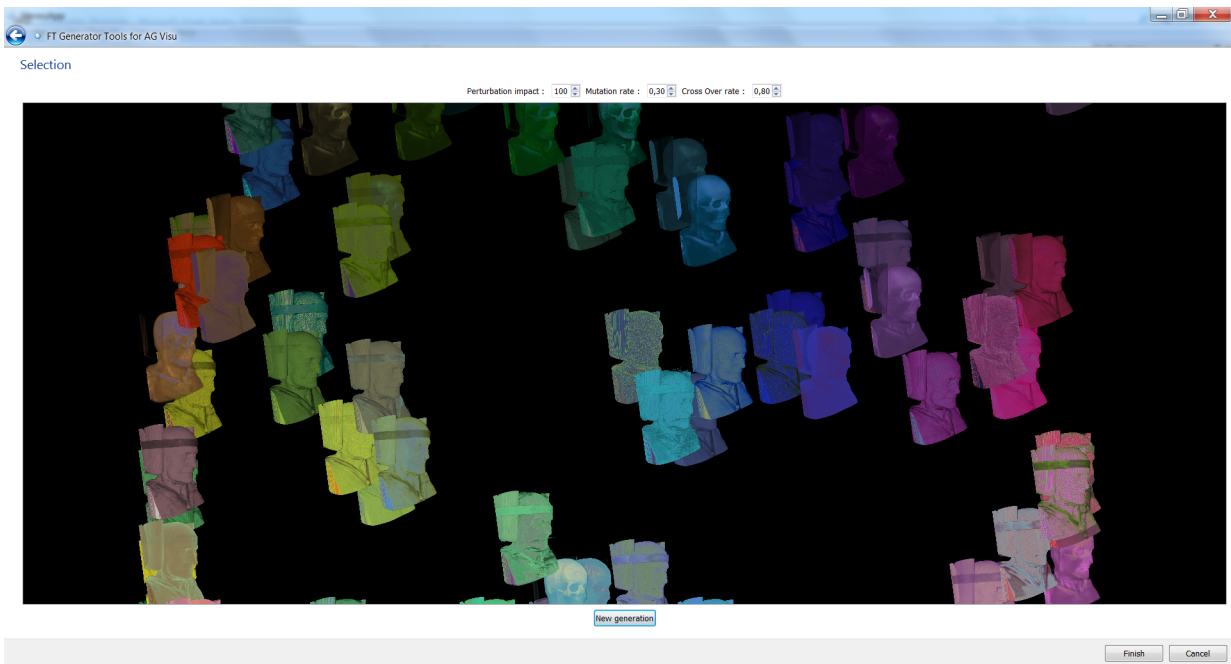 FT Generator Tools for AG Visu
Selection
Perturbation impact : 100 Mutation rate : 0,30 Cross Over rate : 0,80
New generation
Finish Cancel